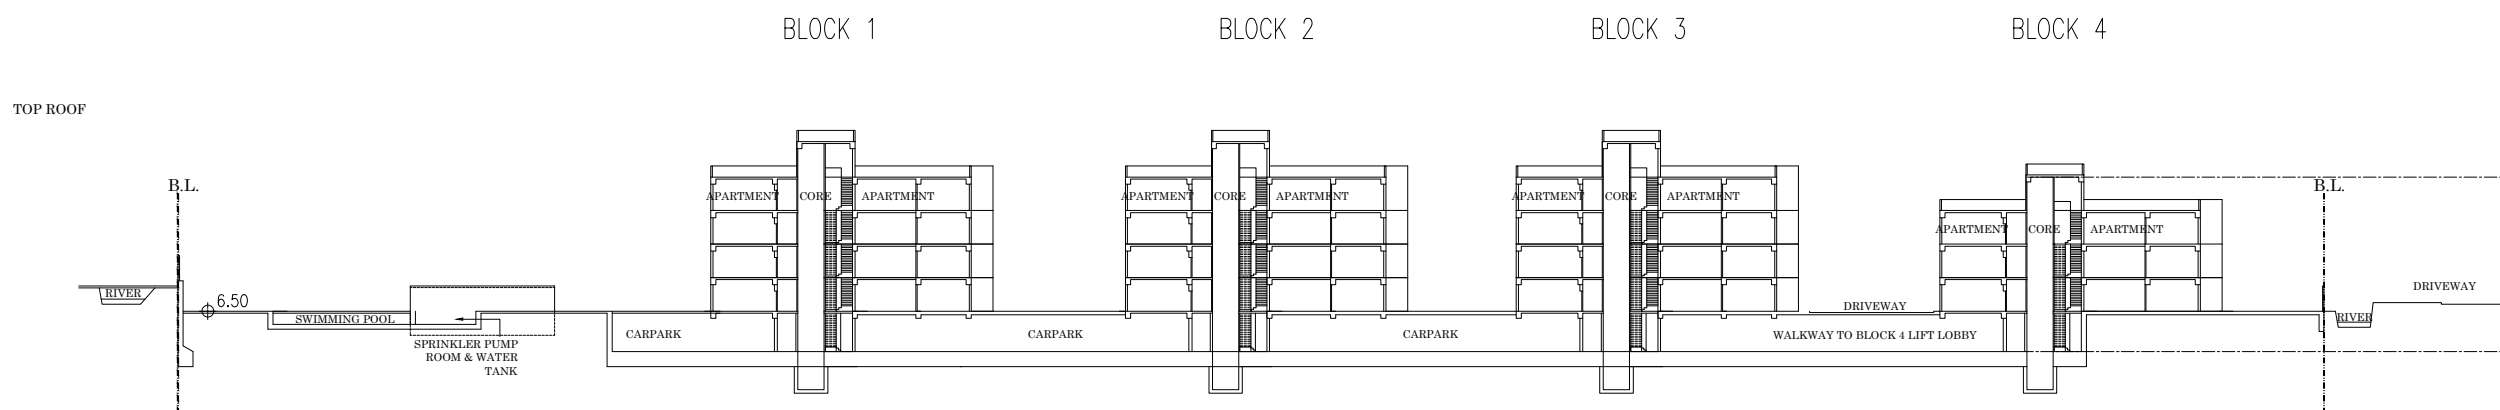 BLOCK 1
BLOCK 2
BLOCK 3
BLOCK 4
TOP ROOF
B.L.
B.L.
APARTMENT
CORE
APARTMENT
APARTMENT
CORE
APARTMENT
APARTMENT
CORE
APARTMENT
APARTMENT
CORE
APARTMENT
RIVER
6.50
SWIMMING POOL
DRIVEWAY
DRIVEWAY
RIVER
CARPARK
CARPARK
CARPARK
WALKWAY TO BLOCK 4 LIFT LOBBY
SPRINKLER PUMP
ROOM & WATER
TANK